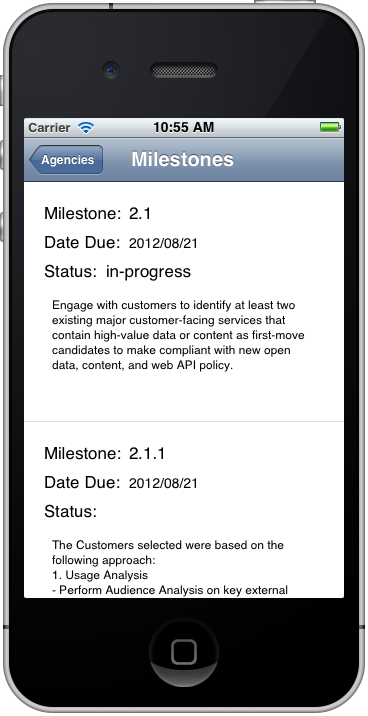 Carrier 10:55 AM
Agencies Milestones
Milestone: 2.1
Date Due: 2012/08/21
Status: in-progress
Engage with customers to identify at least two
existing major customer-facing services that
contain high-value data or content as first-move
candidates to make compliant with new open
data, content, and web API policy.
Milestone: 2.1.1
Date Due: 2012/08/21
Status:
The Customers selected were based on the
following approach:
1. Usage Analysis
- Perform Audience Analysis on key external